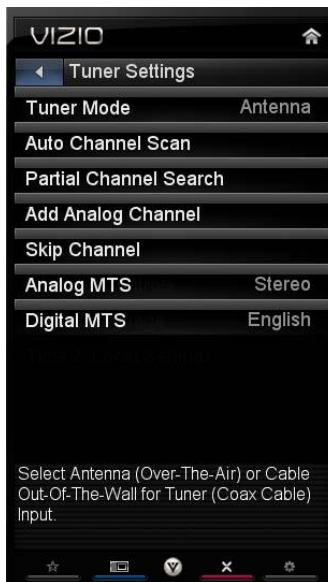 VIZIO
Tuner Settings
Tuner Mode Antenna
Auto Channel Scan
Partial Channel Search
Add Analog Channel
Skip Channel
Analog MTS Stereo
Digital MTS English
Select Antenna (Over-The-Air) or Cable
Out-Of-The-Wall for Tuner (Coax Cable)
Input.